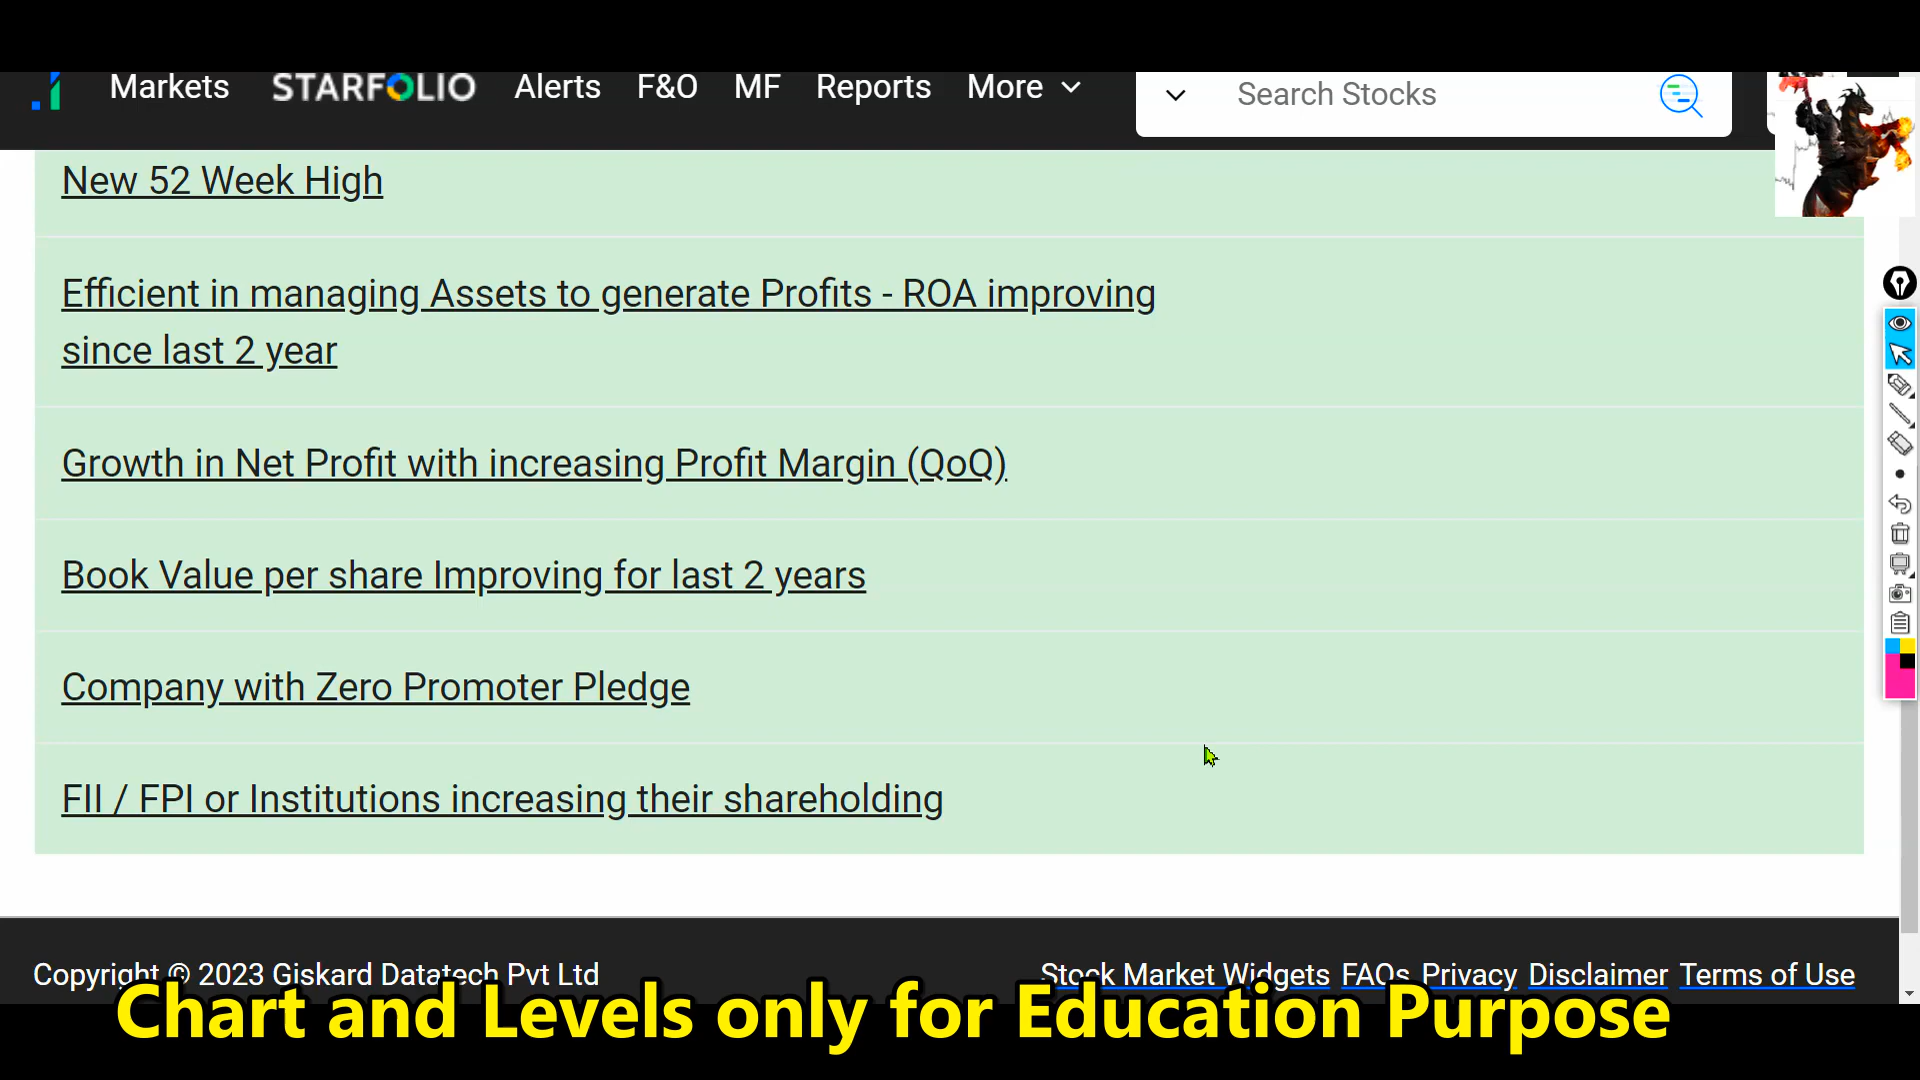 Markets STARFOLIO Alerts F&O MF Reports More Search Stocks
New 52 Week High
Efficient in managing Assets to generate Profits - ROA improving
since last 2 year
Growth in Net Profit with increasing Profit Margin (QoQ)
Book Value per share Improving for last 2 years
Company with Zero Promoter Pledge
FII / FPI or Institutions increasing their shareholding
Copyright © 2023 Giskard Datatech Pvt Ltd Stock Market Widgets FAQs Privacy Disclaimer Terms of Use
Chart and Levels only for Education Purpose